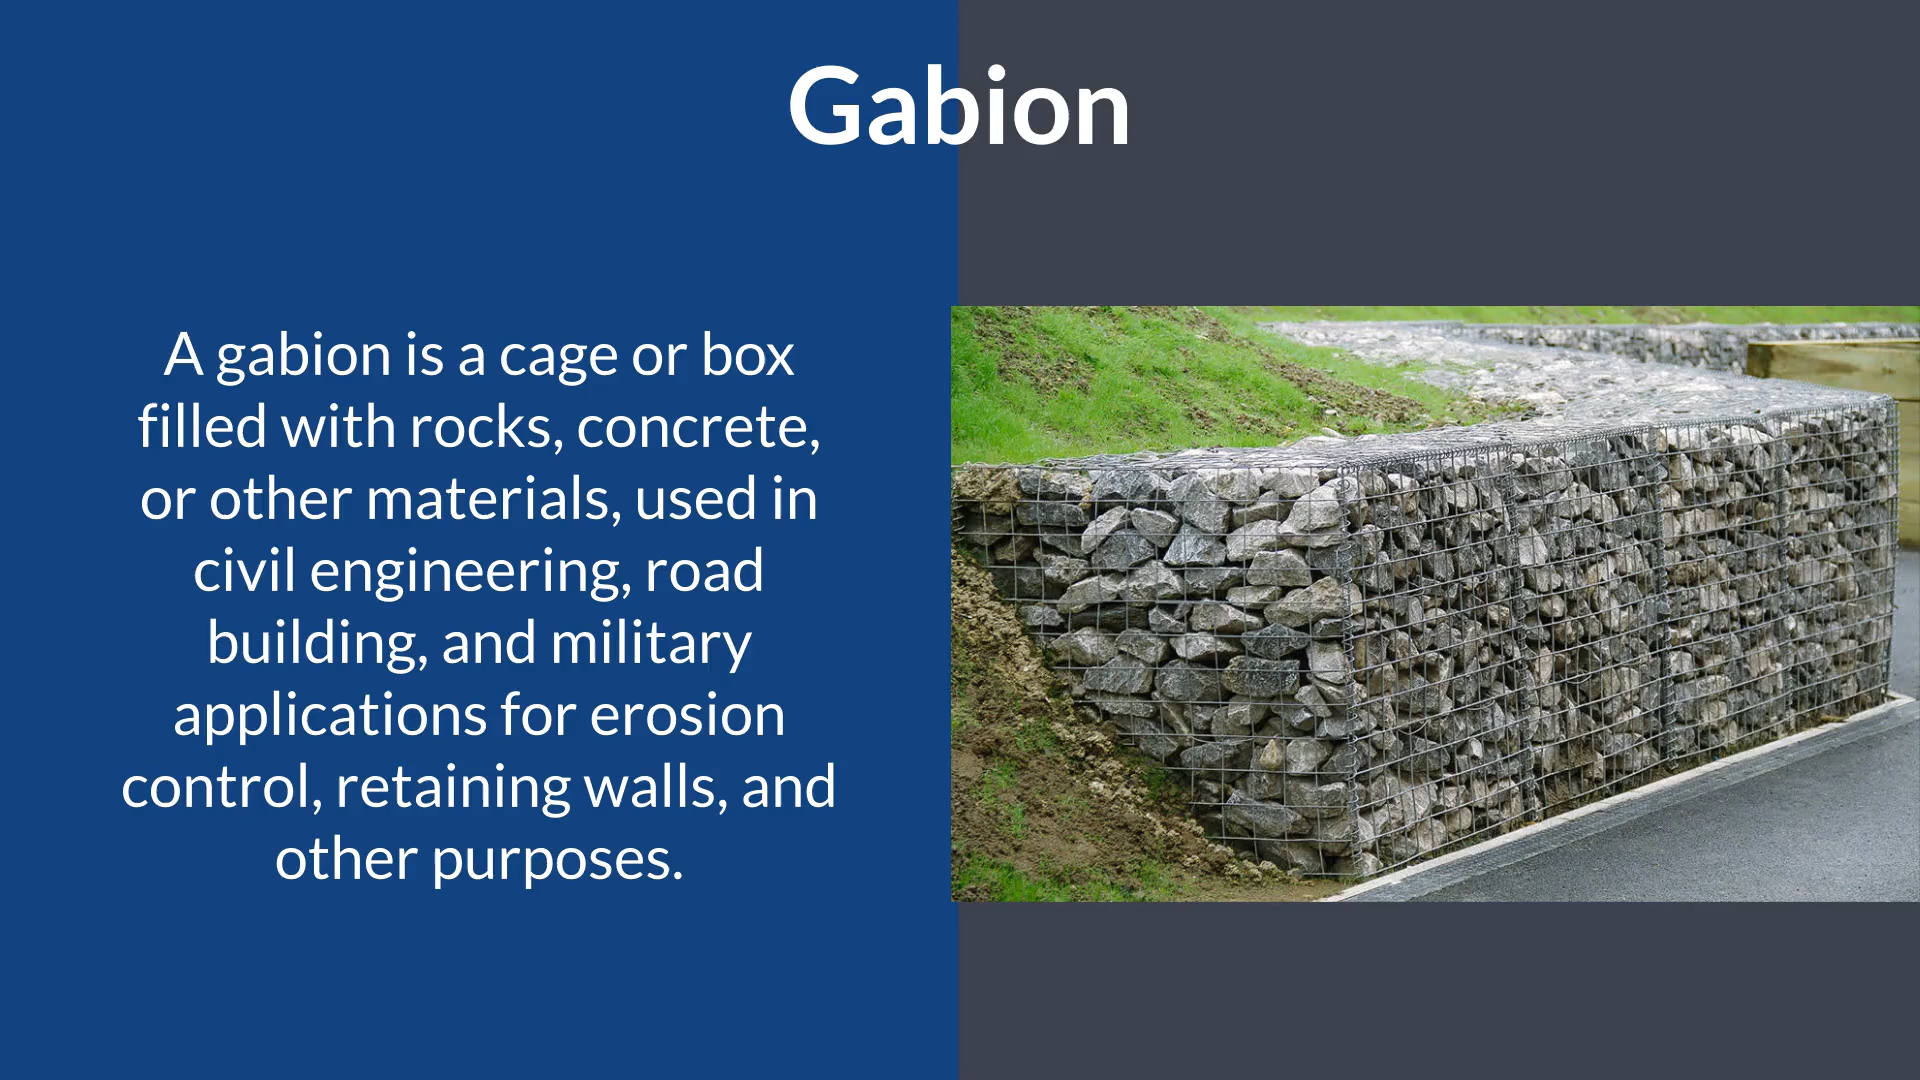 Gabion
A gabion is a cage or box
filled with rocks, concrete,
or other materials, used in
civil engineering, road
building, and military
applications for erosion
control, retaining walls, and
other purposes.